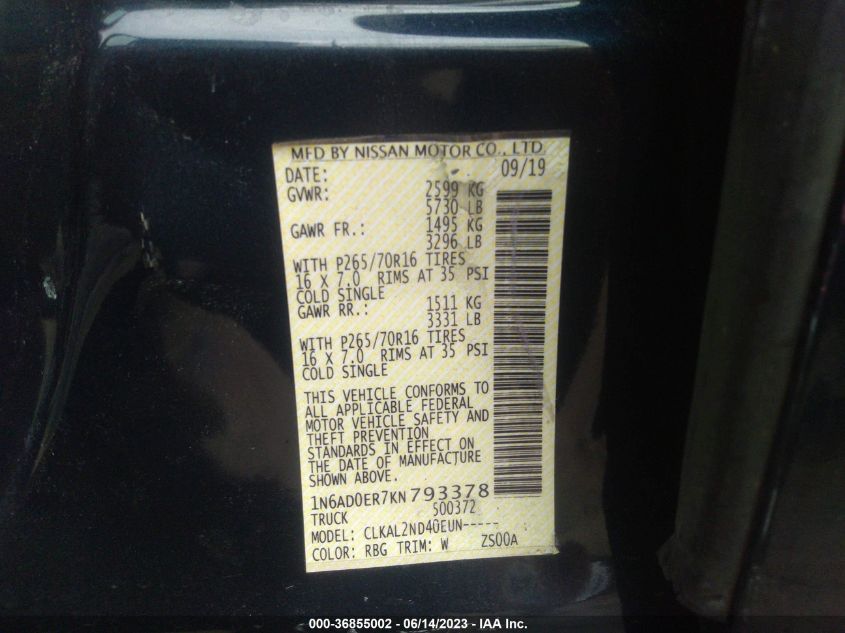 MFD BY NISSAN MOTOR CO., LTD.
DATE: 09/19
GVWR: 2599 KG
5730 LB
GAWR FR.: 1495 KG
3296 LB
WITH P265/70R16 TIRES
16 X 7.0 RIMS AT 35 PSI
COLD SINGLE
GAWR RR.: 1511 KG
3331 LB
WITH P265/70R16 TIRES
16 X 7.0 RIMS AT 35 PSI
COLD SINGLE
THIS VEHICLE CONFORMS TO
ALL APPLICABLE FEDERAL
MOTOR VEHICLE SAFETY AND
THEFT PREVENTION
STANDARDS IN EFFECT ON
THE DATE OF MANUFACTURE
SHOWN ABOVE.
1N6AD0ER7KN793378
TRUCK 500372
MODEL: CLKAL2ND40EUN-----
COLOR: RBG TRIM: W ZS00A
000-36855002 - 06/14/2023 - IAA Inc.